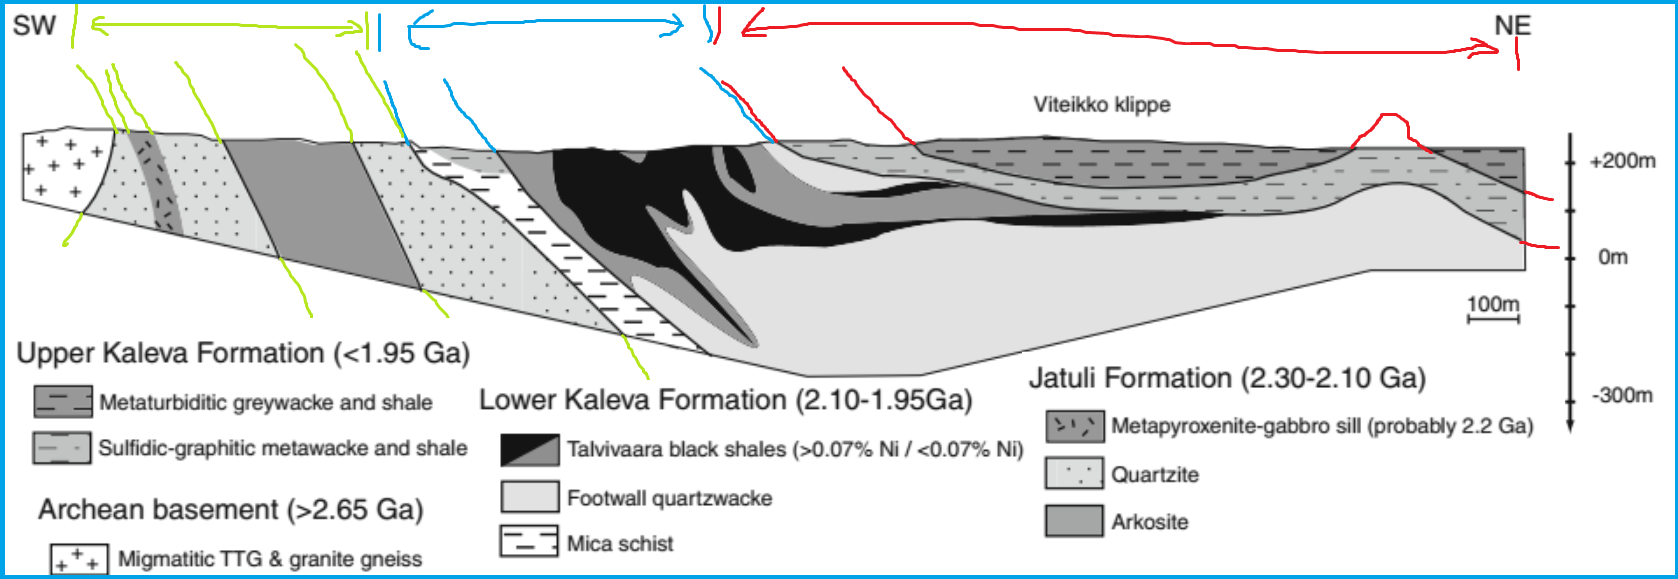 SW
NE
Viteikko klippe
+200m
0m
100m
-300m
Upper Kaleva Formation (<1.95 Ga)
Metaturbiditic greywacke and shale
Sulfidic-graphitic metawacke and shale
Archean basement (>2.65 Ga)
Migmatitic TTG & granite gneiss
Lower Kaleva Formation (2.10-1.95Ga)
Talvivaara black shales (>0.07% Ni / <0.07% Ni)
Footwall quartzwacke
Mica schist
Jatuli Formation (2.30-2.10 Ga)
Metapyroxenite-gabbro sill (probably 2.2 Ga)
Quartzite
Arkosite